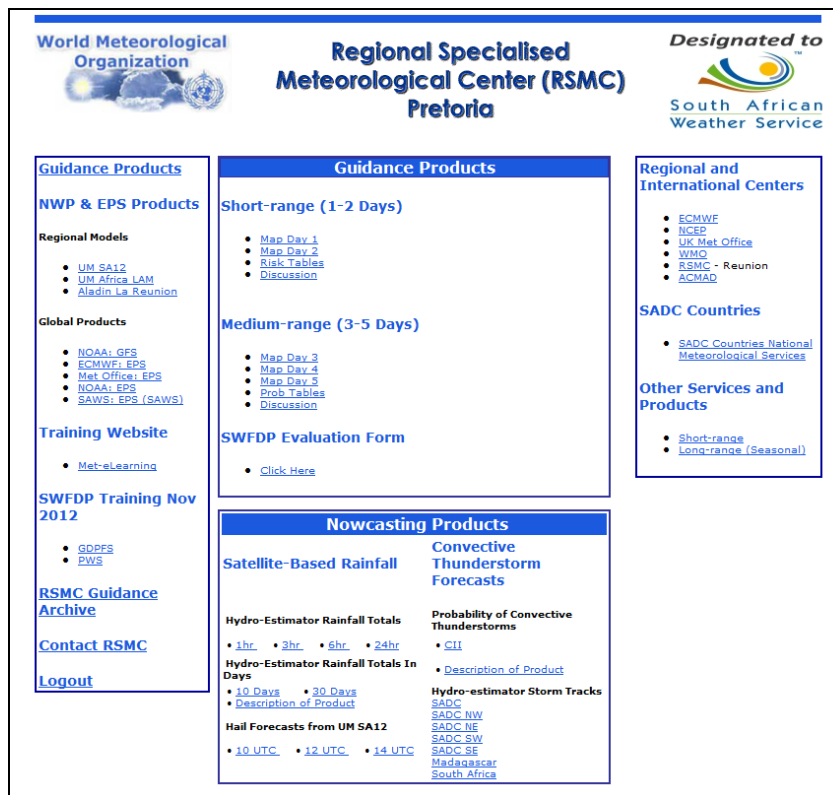 World Meteorological
Organization
Regional Specialised
Meteorological Center (RSMC)
Pretoria
Designated to
South African
Weather Service
Guidance Products
NWP & EPS Products
Regional Models
UM SA12
UM Africa LAM
Aladin La Reunion
Global Products
NOAA: GFS
ECMWF: EPS
Met Office: EPS
NOAA: EPS
SAWS: EPS (SAWS)
Training Website
Met-eLearning
SWFDP Training Nov
2012
GDPFS
PWS
RSMC Guidance
Archive
Contact RSMC
Logout
Guidance Products
Short-range (1-2 Days)
Map Day 1
Map Day 2
Risk Tables
Discussion
Medium-range (3-5 Days)
Map Day 3
Map Day 4
Map Day 5
Prob Tables
Discussion
SWFDP Evaluation Form
Click Here
Nowcasting Products
Satellite-Based Rainfall
Hydro-Estimator Rainfall Totals
1hr 3hr 6hr 24hr
Hydro-Estimator Rainfall Totals In
Days
10 Days 30 Days
Description of Product
Hail Forecasts from UM SA12
10 UTC 12 UTC 14 UTC
Convective
Thunderstorm
Forecasts
Probability of Convective
Thunderstorms
CII
Description of Product
Hydro-estimator Storm Tracks
SADC
SADC NW
SADC NE
SADC SW
SADC SE
Madagascar
South Africa
Regional and
International Centers
ECMWF
NCEP
UK Met Office
WMO
RSMC - Reunion
ACMAD
SADC Countries
SADC Countries National
Meteorological Services
Other Services and
Products
Short-range
Long-range (Seasonal)